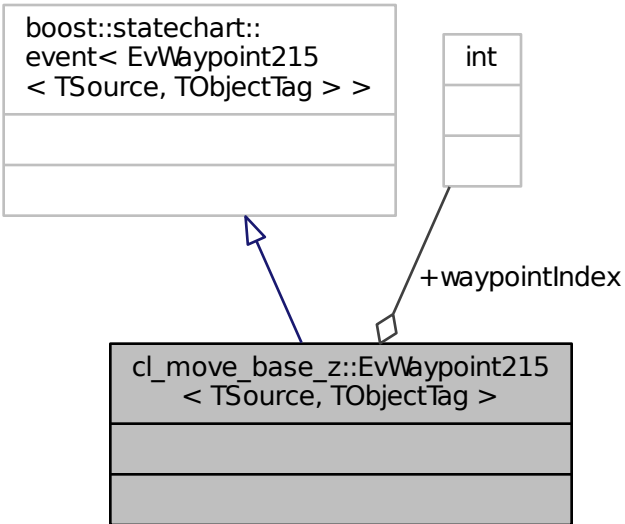 boost::statechart::
event< EvWaypoint215
< TSource, TObjectTag > >
int
+waypointIndex
cl_move_base_z::EvWaypoint215
< TSource, TObjectTag >